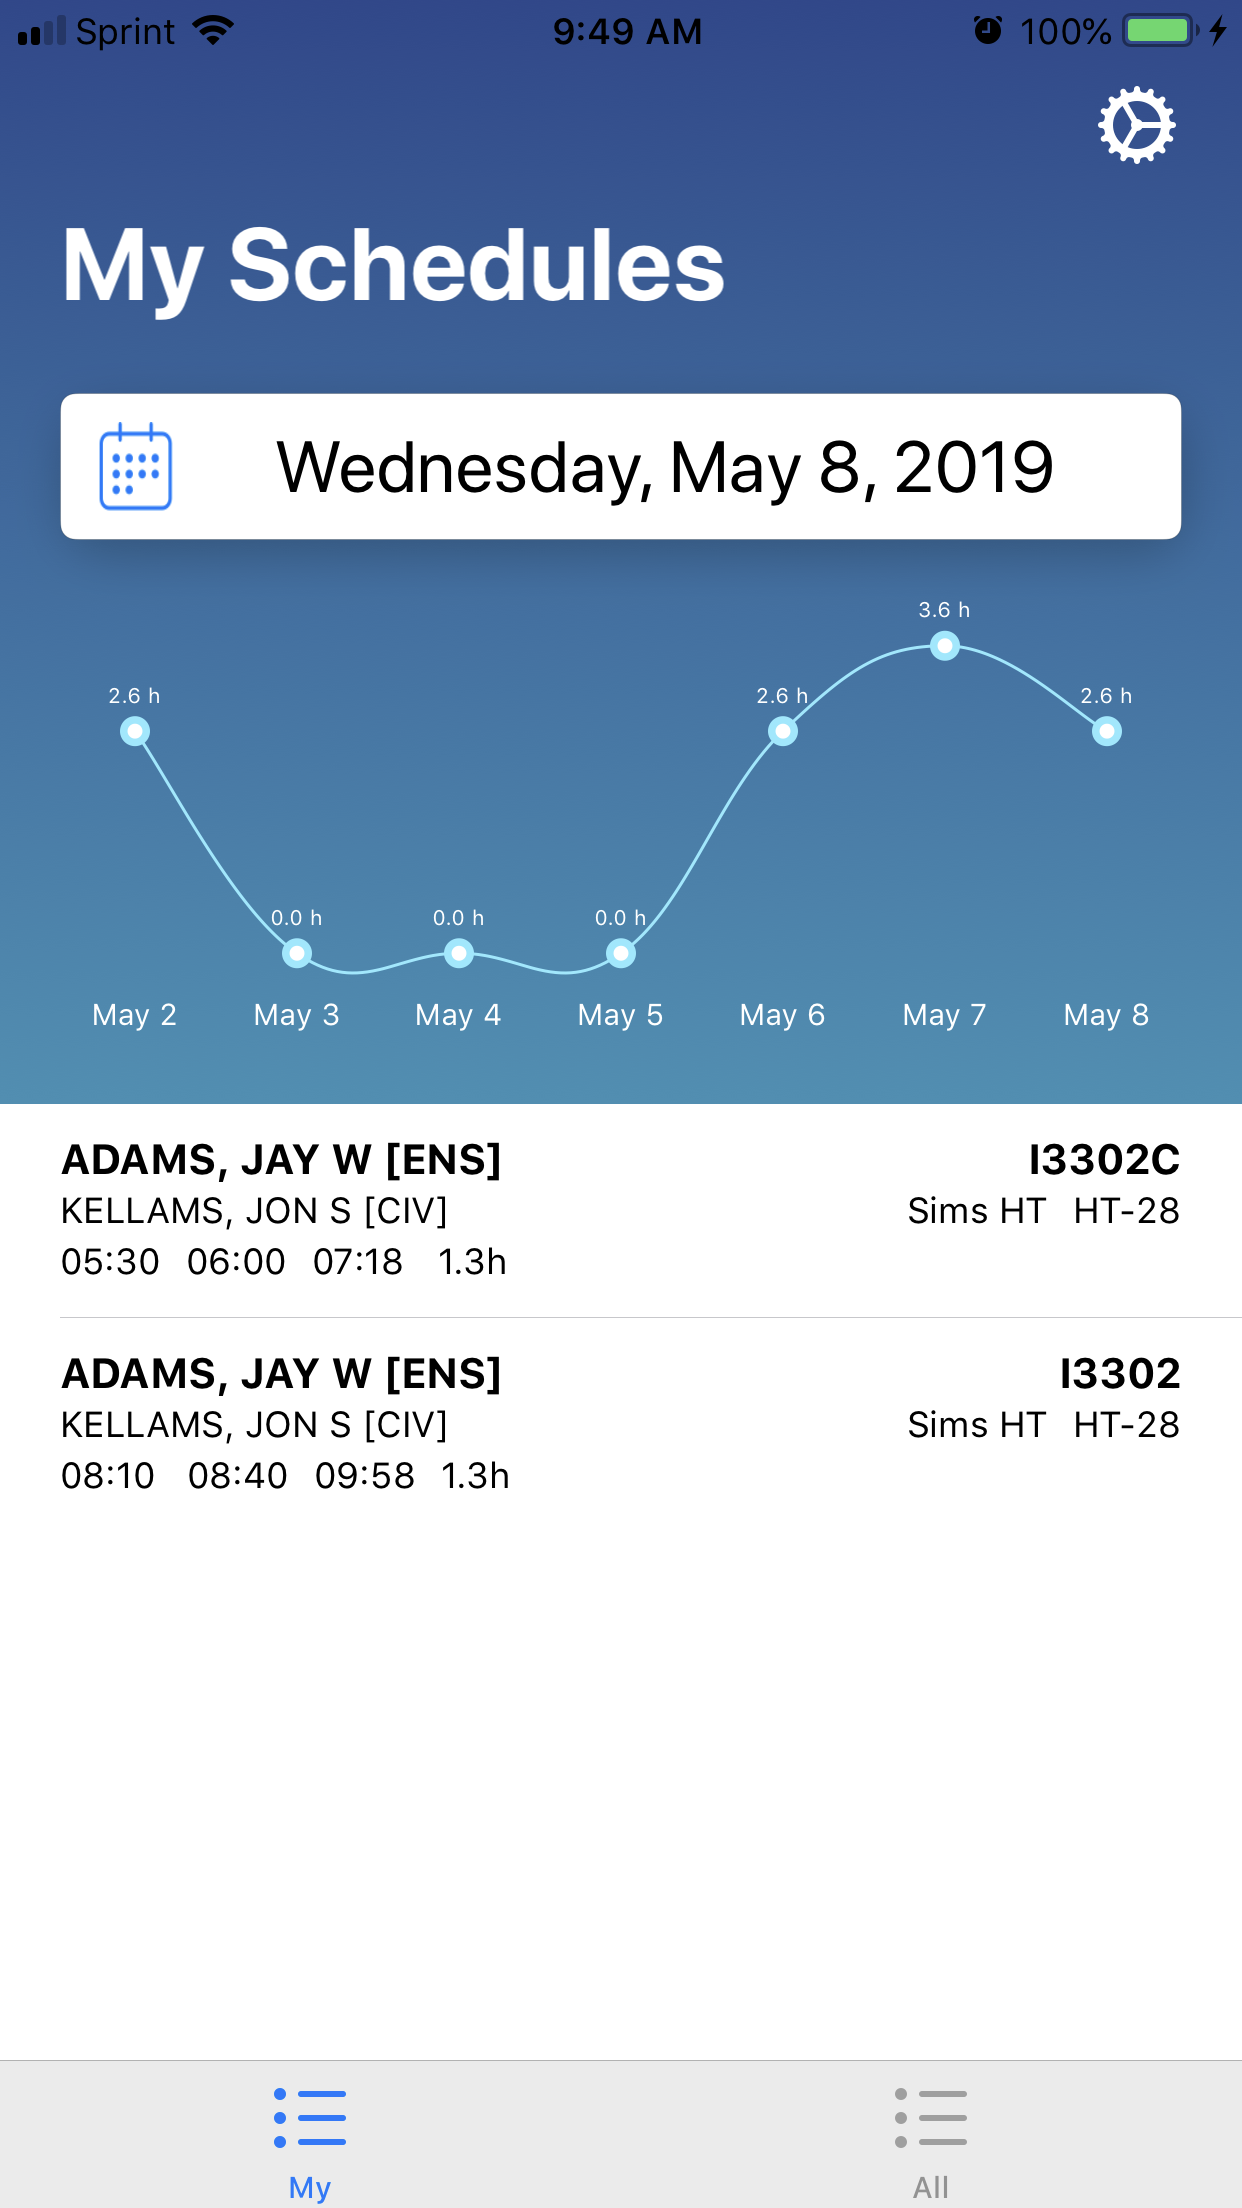 Sprint 9:49 AM 100%
My Schedules
Wednesday, May 8, 2019
3.6 h
2.6 h 2.6 h 2.6 h
0.0 h 0.0 h 0.0 h
May 2 May 3 May 4 May 5 May 6 May 7 May 8
ADAMS, JAY W [ENS] I3302C
KELLAMS, JON S [CIV] Sims HT HT-28
05:30 06:00 07:18 1.3h
ADAMS, JAY W [ENS] I3302
KELLAMS, JON S [CIV] Sims HT HT-28
08:10 08:40 09:58 1.3h
My All